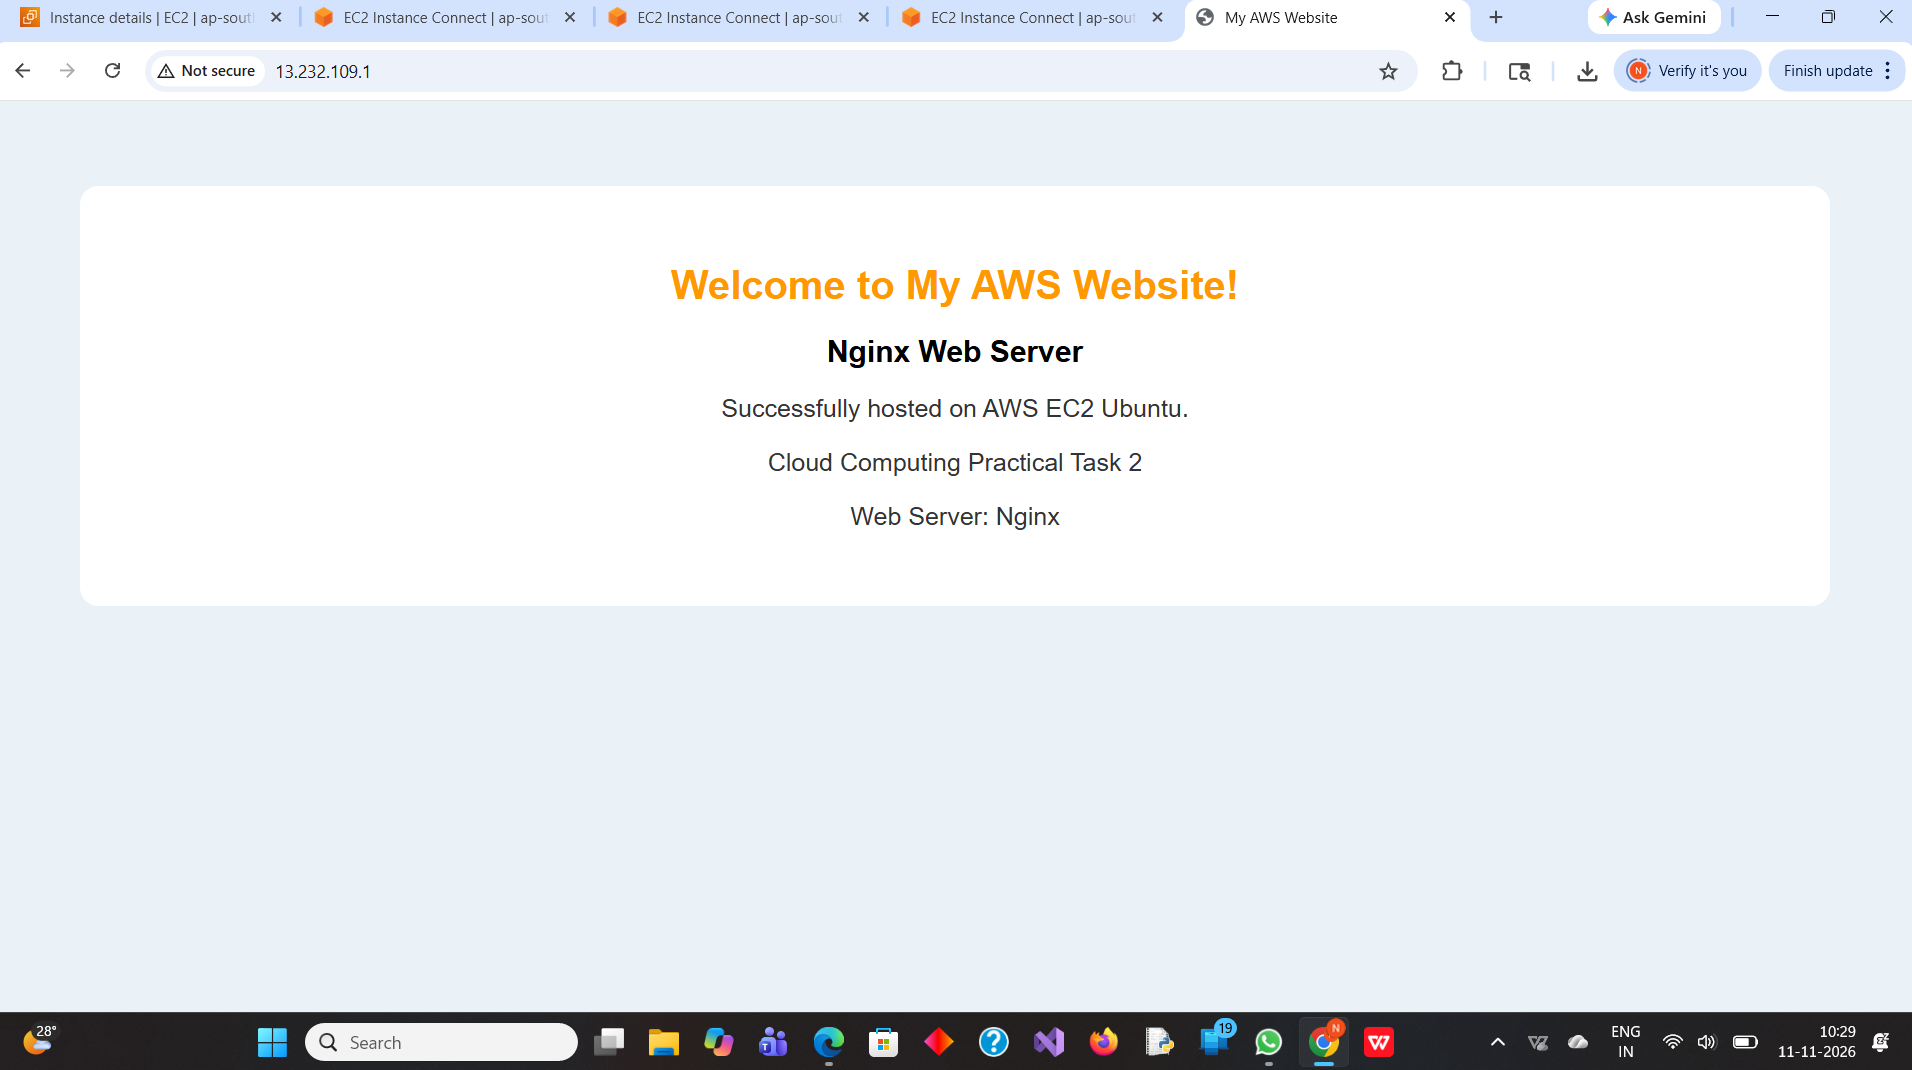 Instance details | EC2 | ap-sout
EC2 Instance Connect | ap-sout
EC2 Instance Connect | ap-sout
EC2 Instance Connect | ap-sout
My AWS Website
Ask Gemini
Not secure
13.232.109.1
N
Verify it's you
Finish update
Welcome to My AWS Website!
Nginx Web Server
Successfully hosted on AWS EC2 Ubuntu.
Cloud Computing Practical Task 2
Web Server: Nginx
28°
Search
T
?
19
N
W
ENG
IN
10:29
11-11-2026